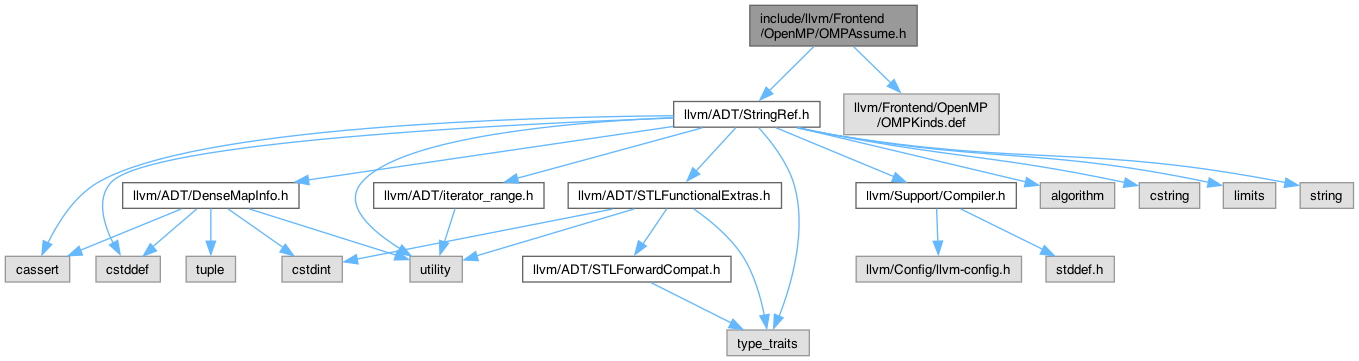 include/llvm/Frontend
/OpenMP/OMPAssume.h
llvm/ADT/StringRef.h
llvm/Frontend/OpenMP
/OMPKinds.def
llvm/ADT/DenseMapInfo.h
llvm/ADT/iterator_range.h
llvm/ADT/STLFunctionalExtras.h
llvm/Support/Compiler.h
algorithm
cstring
limits
string
cassert
cstddef
tuple
cstdint
utility
llvm/ADT/STLForwardCompat.h
llvm/Config/llvm-config.h
stddef.h
type_traits